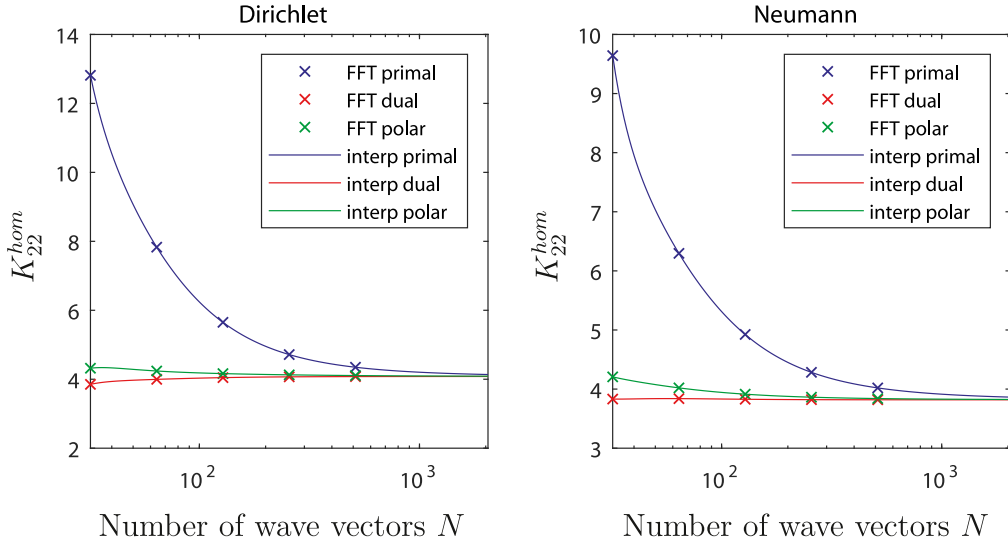 Dirichlet
14
12
10
8
6
4
2
10^2
10^3
K_{22}^{hom}
Number of wave vectors N
FFT primal
FFT dual
FFT polar
interp primal
interp dual
interp polar
Neumann
10
9
8
7
6
5
4
3
10^2
10^3
K_{22}^{hom}
Number of wave vectors N
FFT primal
FFT dual
FFT polar
interp primal
interp dual
interp polar